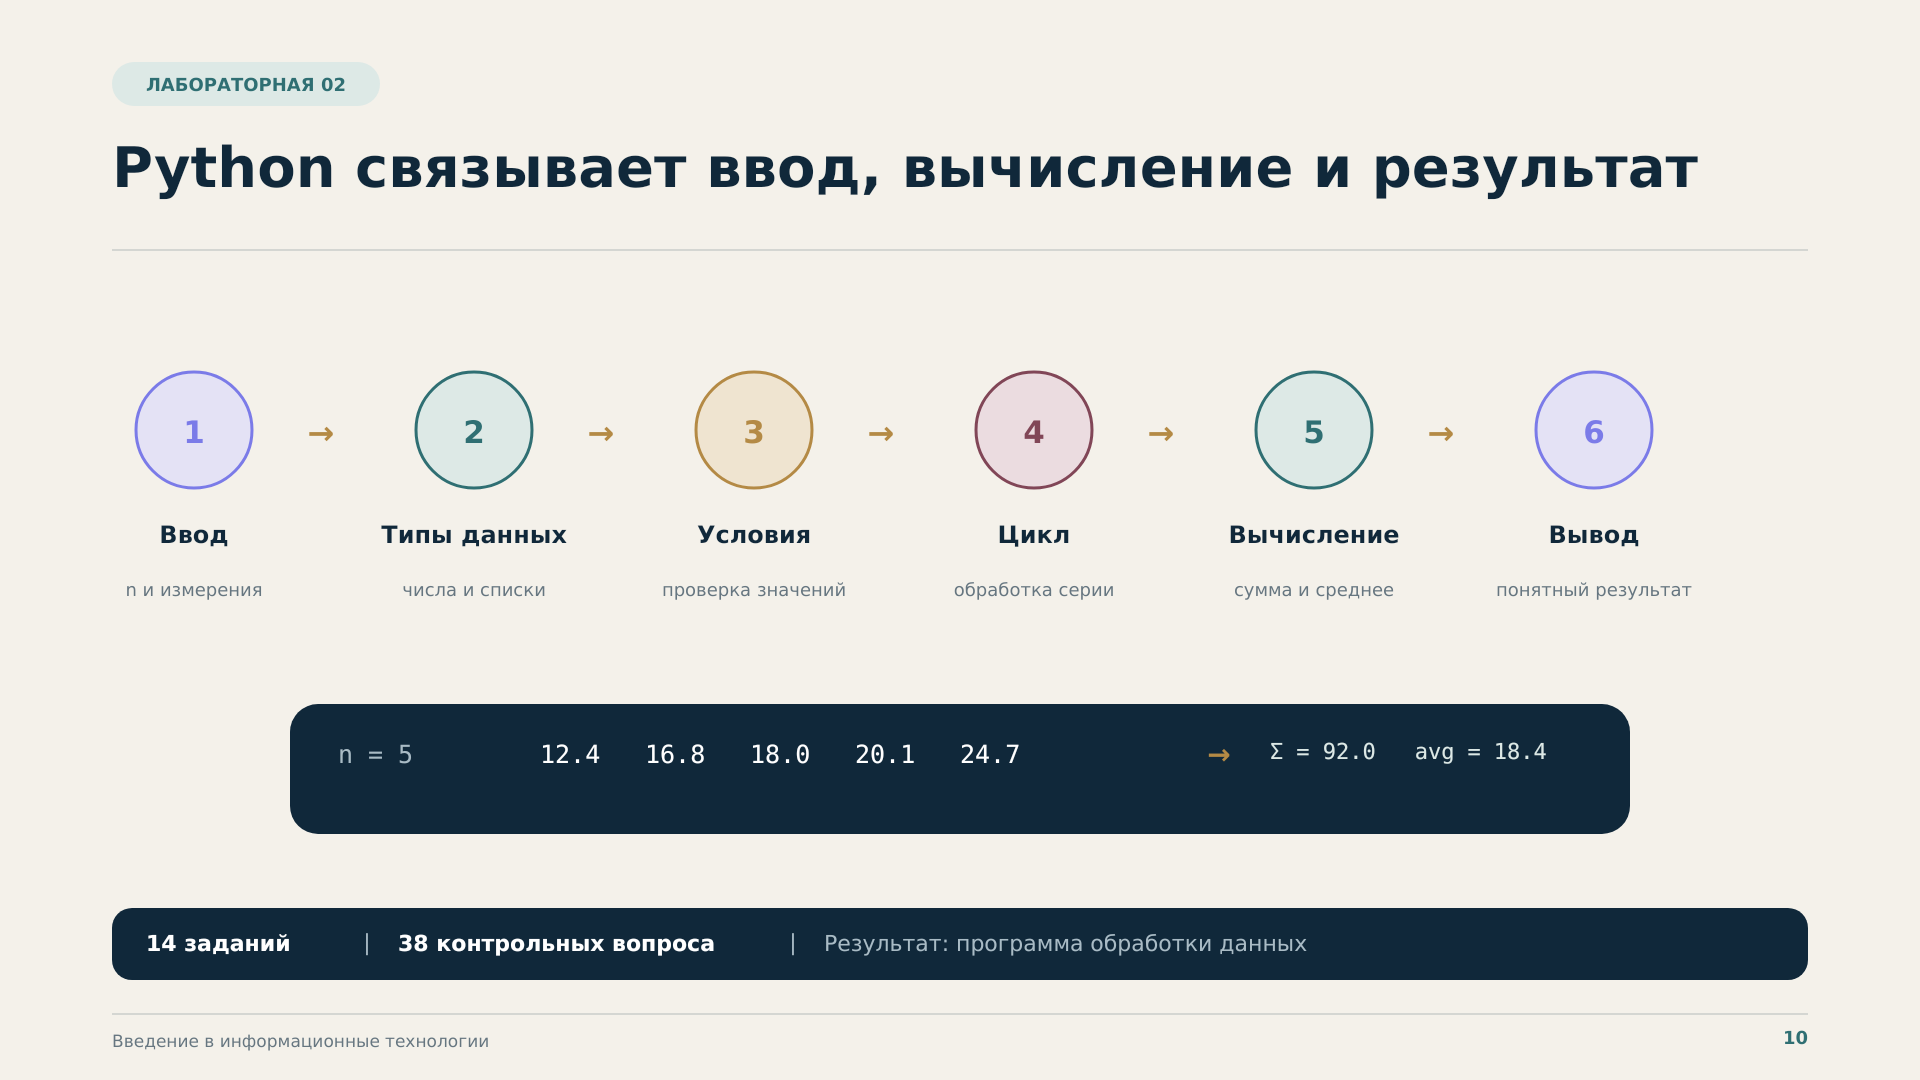 ЛАБОРАТОРНАЯ 02
Python связывает ввод, вычисление и результат
1 → 2 → 3 → 4 → 5 → 6
Ввод Типы данных Условия Цикл Вычисление Вывод
n и измерения числа и списки проверка значений обработка серии сумма и среднее понятный результат
n = 5 12.4 16.8 18.0 20.1 24.7 → Σ = 92.0 avg = 18.4
14 заданий | 38 контрольных вопроса | Результат: программа обработки данных
Введение в информационные технологии 10